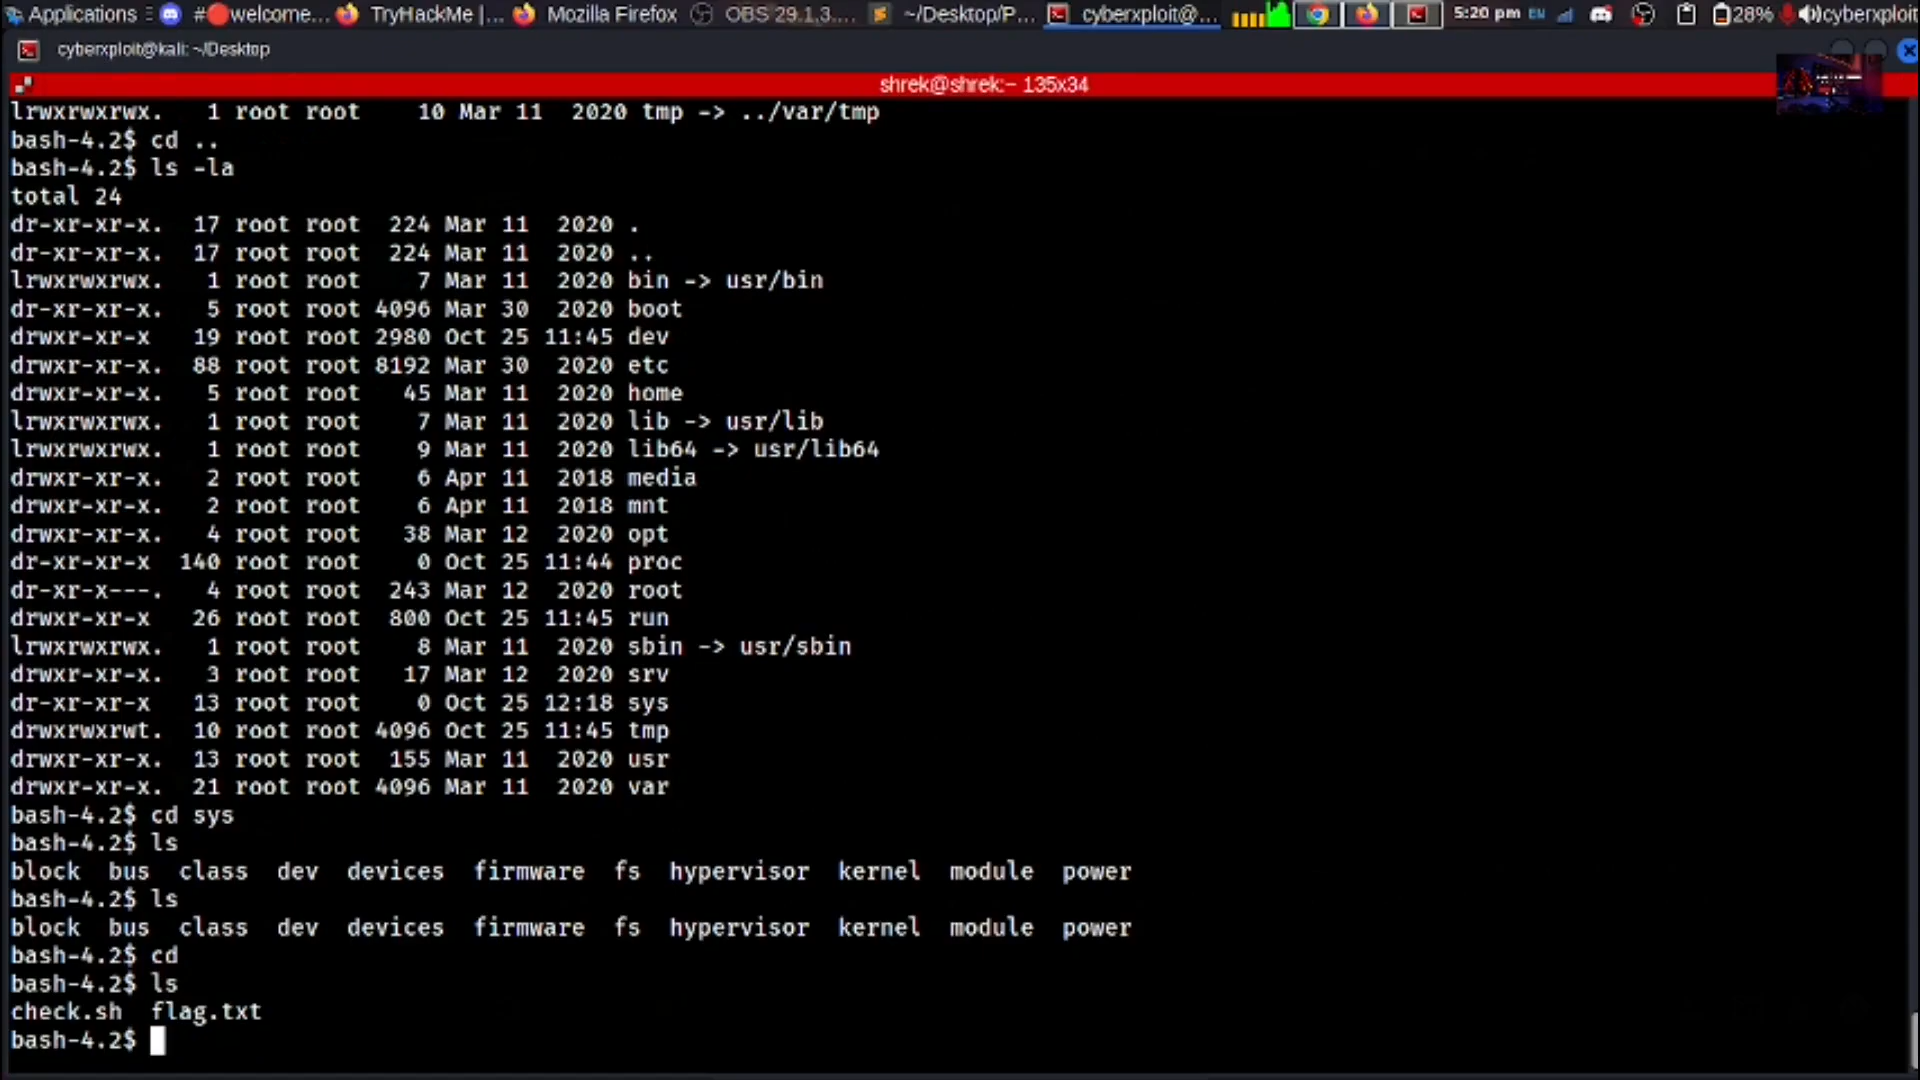 Applications #welcome... TryHackMe |... Mozilla Firefox OBS 29.1.3.... ~/Desktop/P... cyberxploit@... 5:20 pm EN 28% cyberxploit
cyberxploit@kali: ~/Desktop
shrek@shrek:~ 135x34
lrwxrwxrwx. 1 root root 10 Mar 11 2020 tmp -> ../var/tmp
bash-4.2$ cd ..
bash-4.2$ ls -la
total 24
dr-xr-xr-x. 17 root root 224 Mar 11 2020 .
dr-xr-xr-x. 17 root root 224 Mar 11 2020 ..
lrwxrwxrwx. 1 root root 7 Mar 11 2020 bin -> usr/bin
dr-xr-xr-x. 5 root root 4096 Mar 30 2020 boot
drwxr-xr-x 19 root root 2980 Oct 25 11:45 dev
drwxr-xr-x. 88 root root 8192 Mar 30 2020 etc
drwxr-xr-x. 5 root root 45 Mar 11 2020 home
lrwxrwxrwx. 1 root root 7 Mar 11 2020 lib -> usr/lib
lrwxrwxrwx. 1 root root 9 Mar 11 2020 lib64 -> usr/lib64
drwxr-xr-x. 2 root root 6 Apr 11 2018 media
drwxr-xr-x. 2 root root 6 Apr 11 2018 mnt
drwxr-xr-x. 4 root root 38 Mar 12 2020 opt
dr-xr-xr-x 140 root root 0 Oct 25 11:44 proc
dr-xr-x---. 4 root root 243 Mar 12 2020 root
drwxr-xr-x 26 root root 800 Oct 25 11:45 run
lrwxrwxrwx. 1 root root 8 Mar 11 2020 sbin -> usr/sbin
drwxr-xr-x. 3 root root 17 Mar 12 2020 srv
dr-xr-xr-x 13 root root 0 Oct 25 12:18 sys
drwxrwxrwt. 10 root root 4096 Oct 25 11:45 tmp
drwxr-xr-x. 13 root root 155 Mar 11 2020 usr
drwxr-xr-x. 21 root root 4096 Mar 11 2020 var
bash-4.2$ cd sys
bash-4.2$ ls
block bus class dev devices firmware fs hypervisor kernel module power
bash-4.2$ ls
block bus class dev devices firmware fs hypervisor kernel module power
bash-4.2$ cd
bash-4.2$ ls
check.sh flag.txt
bash-4.2$